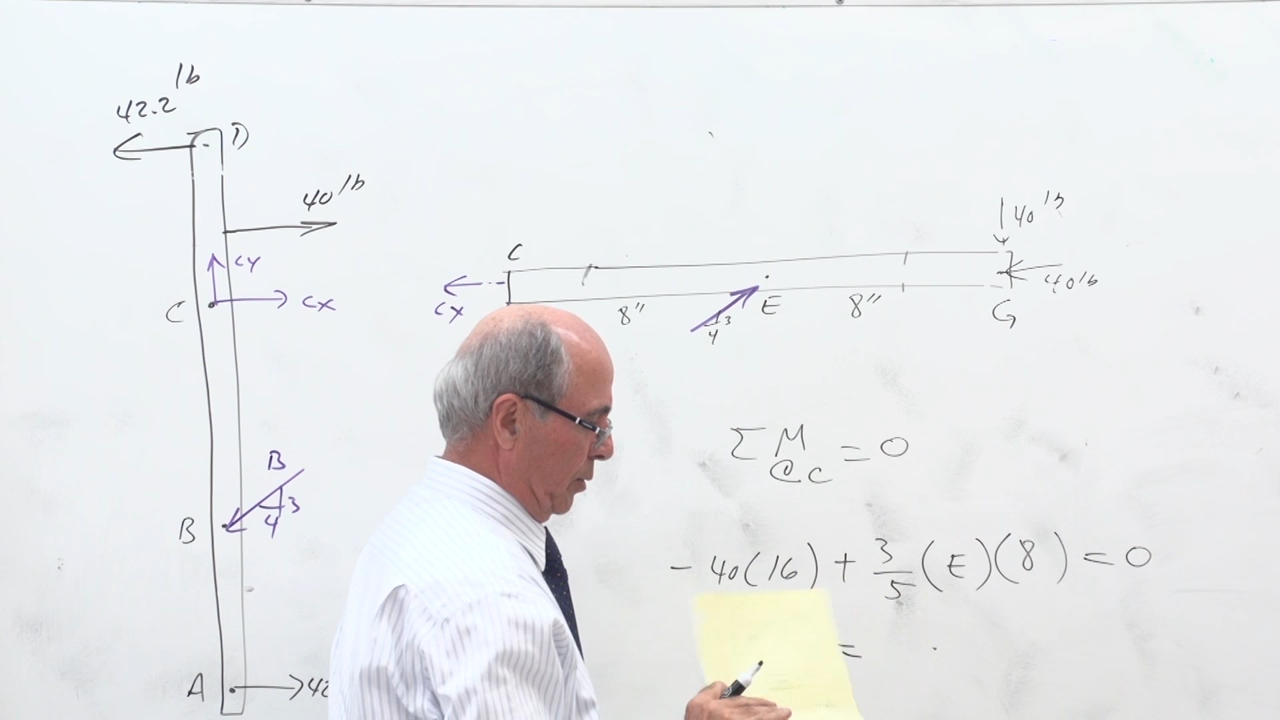 42.2 lb
D
40 lb
CY
C
CX
B
B
3
4
A
42
C
CX
8"
3
4
E
8"
40 lb
40 lb
G
ΣM@C = 0
- 40(16) + 3/5 (E)(8) = 0
=